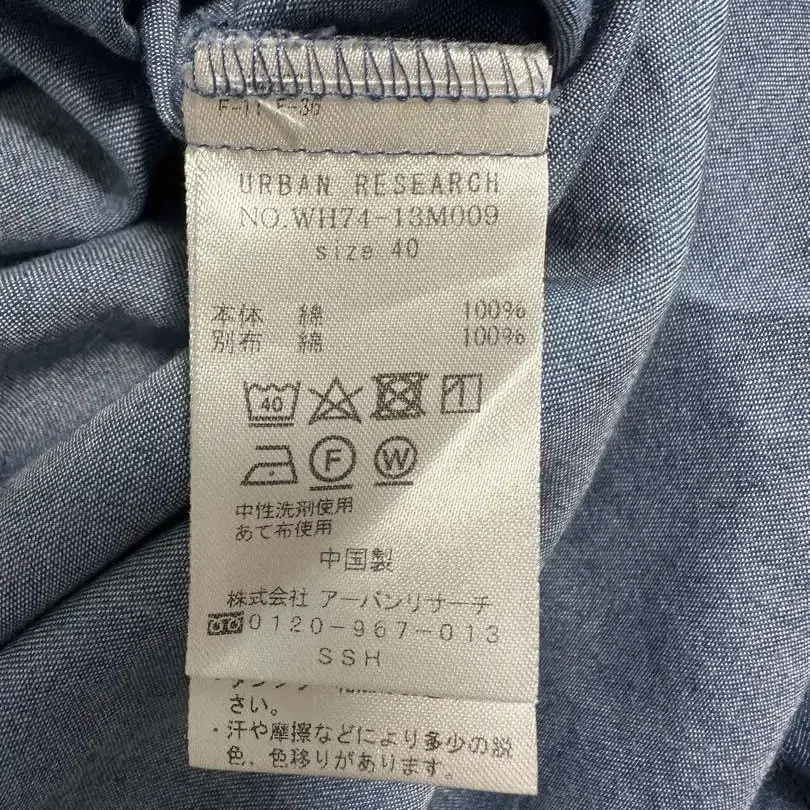 URBAN RESEARCH
NO.WH74-13M009
size 40
本体 綿 100%
別布 綿 100%
40
1
F W
中性洗剤使用
あて布使用
中国製
株式会社 アーバンリサーチ
0120-967-013
SSH
さい。
・汗や摩擦などにより多少の脱
色、色移りがあります。